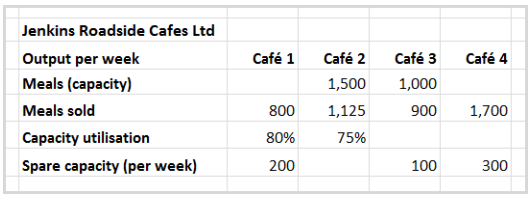 Jenkins Roadside Cafes Ltd
Output per week Café 1 Café 2 Café 3 Café 4
Meals (capacity) 1,500 1,000
Meals sold 800 1,125 900 1,700
Capacity utilisation 80% 75%
Spare capacity (per week) 200 100 300